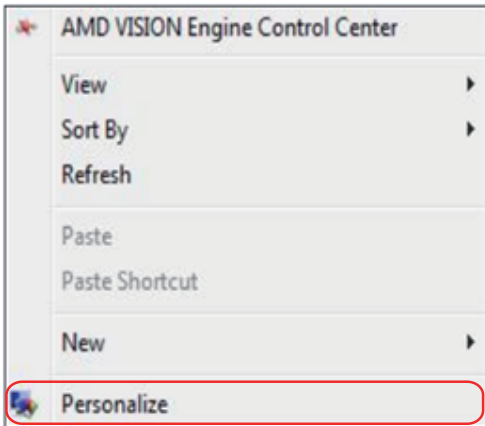 AMD VISION Engine Control Center
View
Sort By
Refresh
Paste
Paste Shortcut
New
Personalize